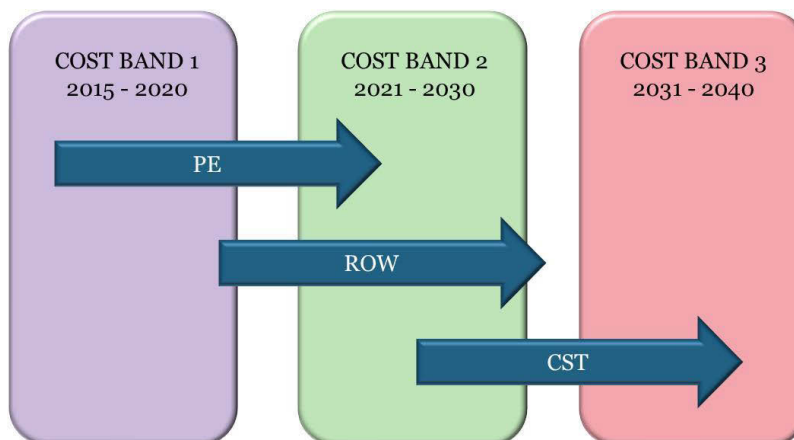 COST BAND 1
2015 - 2020
COST BAND 2
2021 - 2030
COST BAND 3
2031 - 2040
PE
ROW
CST